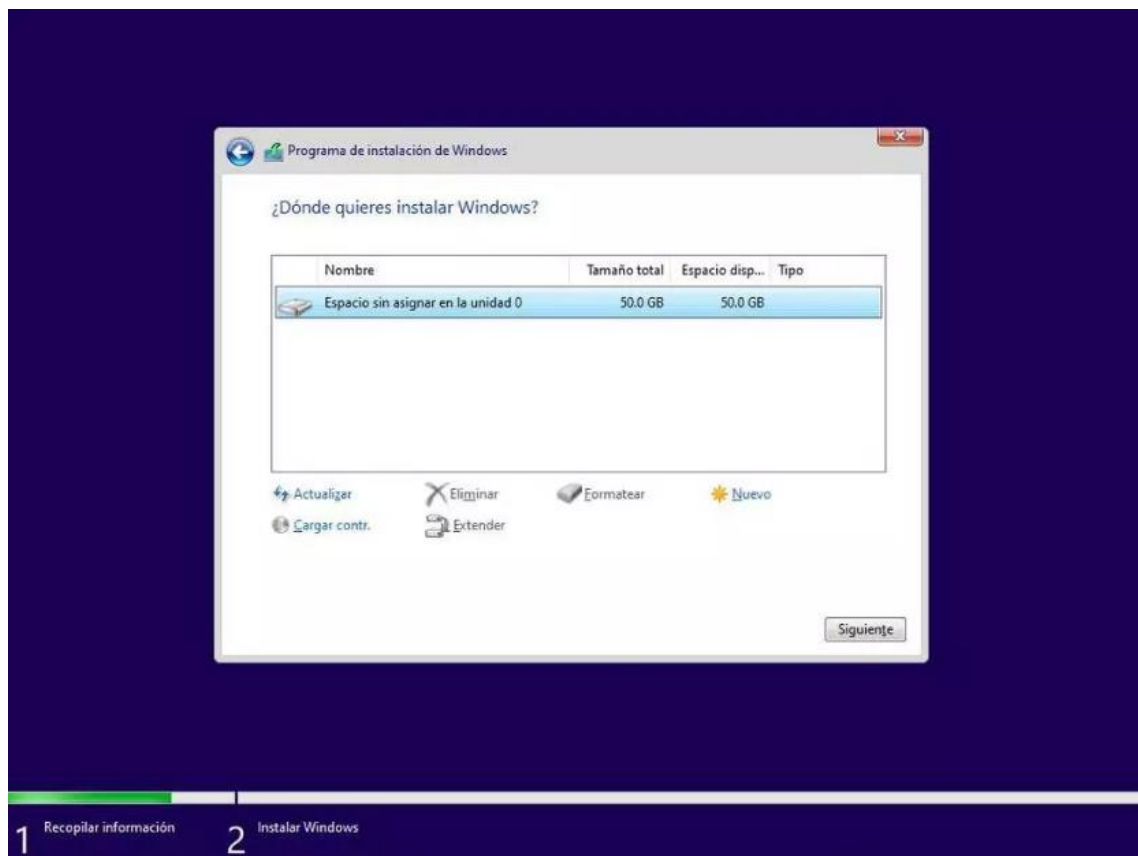 Programa de instalación de Windows
¿Dónde quieres instalar Windows?
Nombre Tamaño total Espacio disp... Tipo
Espacio sin asignar en la unidad 0 50.0 GB 50.0 GB
Actualizar Eliminar Formatear Nuevo
Cargar contr. Extender
Siguiente
1 Recopilar información 2 Instalar Windows